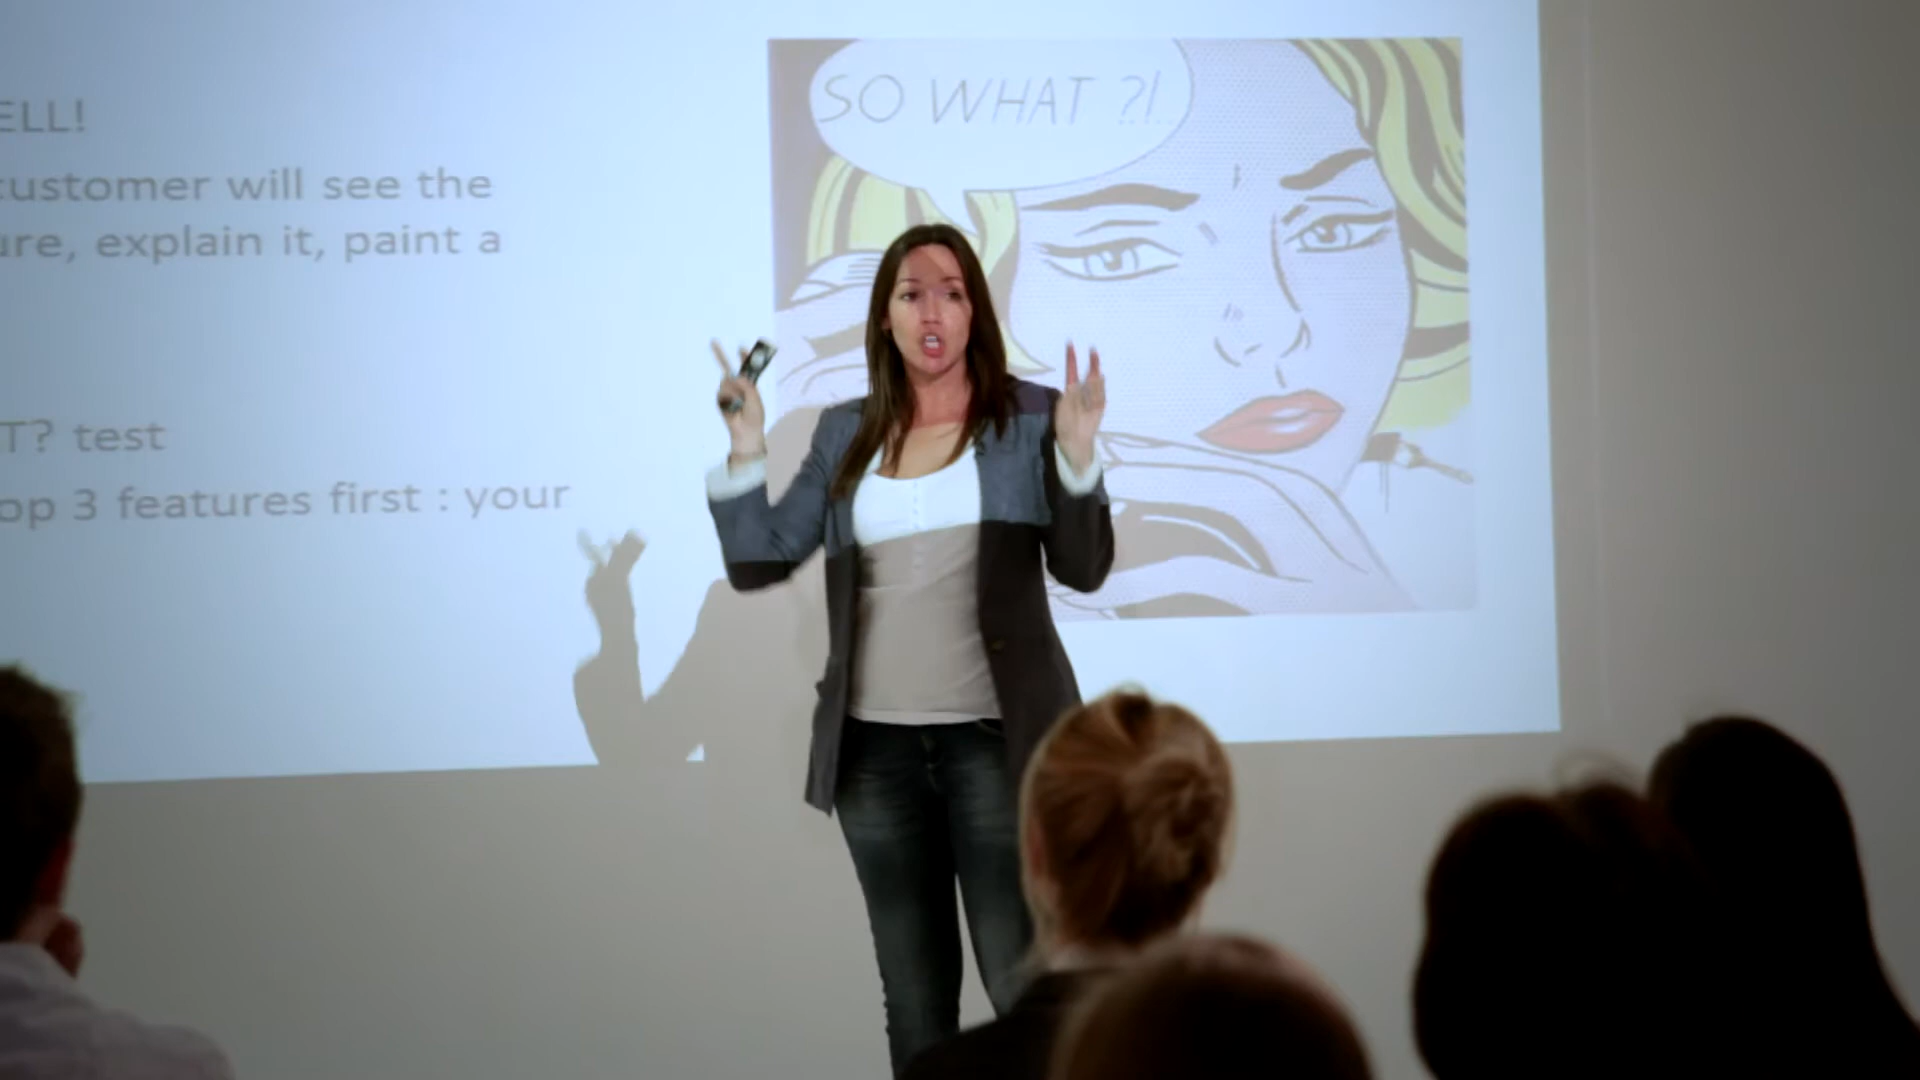 ELL!
customer will see the
ure, explain it, paint a
T? test
op 3 features first : your
SO WHAT ?!